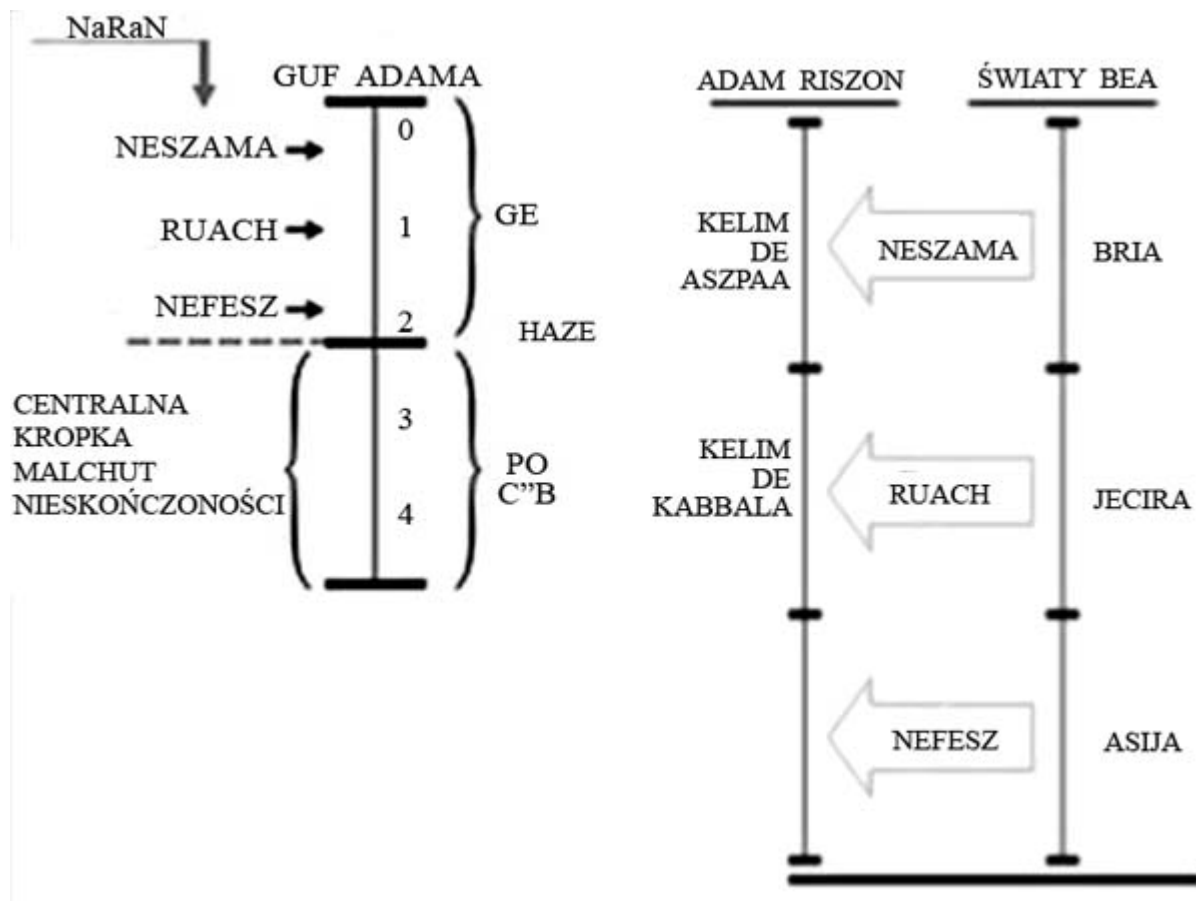 NaRaN
GUF ADAMA
NESZAMA
RUACH
NEFESZ
0
1
2
3
4
GE
HAZE
CENTRALNA
KROPKA
MALCHUT
NIESKOŃCZONOŚCI
PO
C”B
ADAM RISZON
ŚWIATY BEA
KELIM
DE
ASZPAA
NESZAMA
BRIA
KELIM
DE
KABBALA
RUACH
JECIRA
NEFESZ
ASIJA